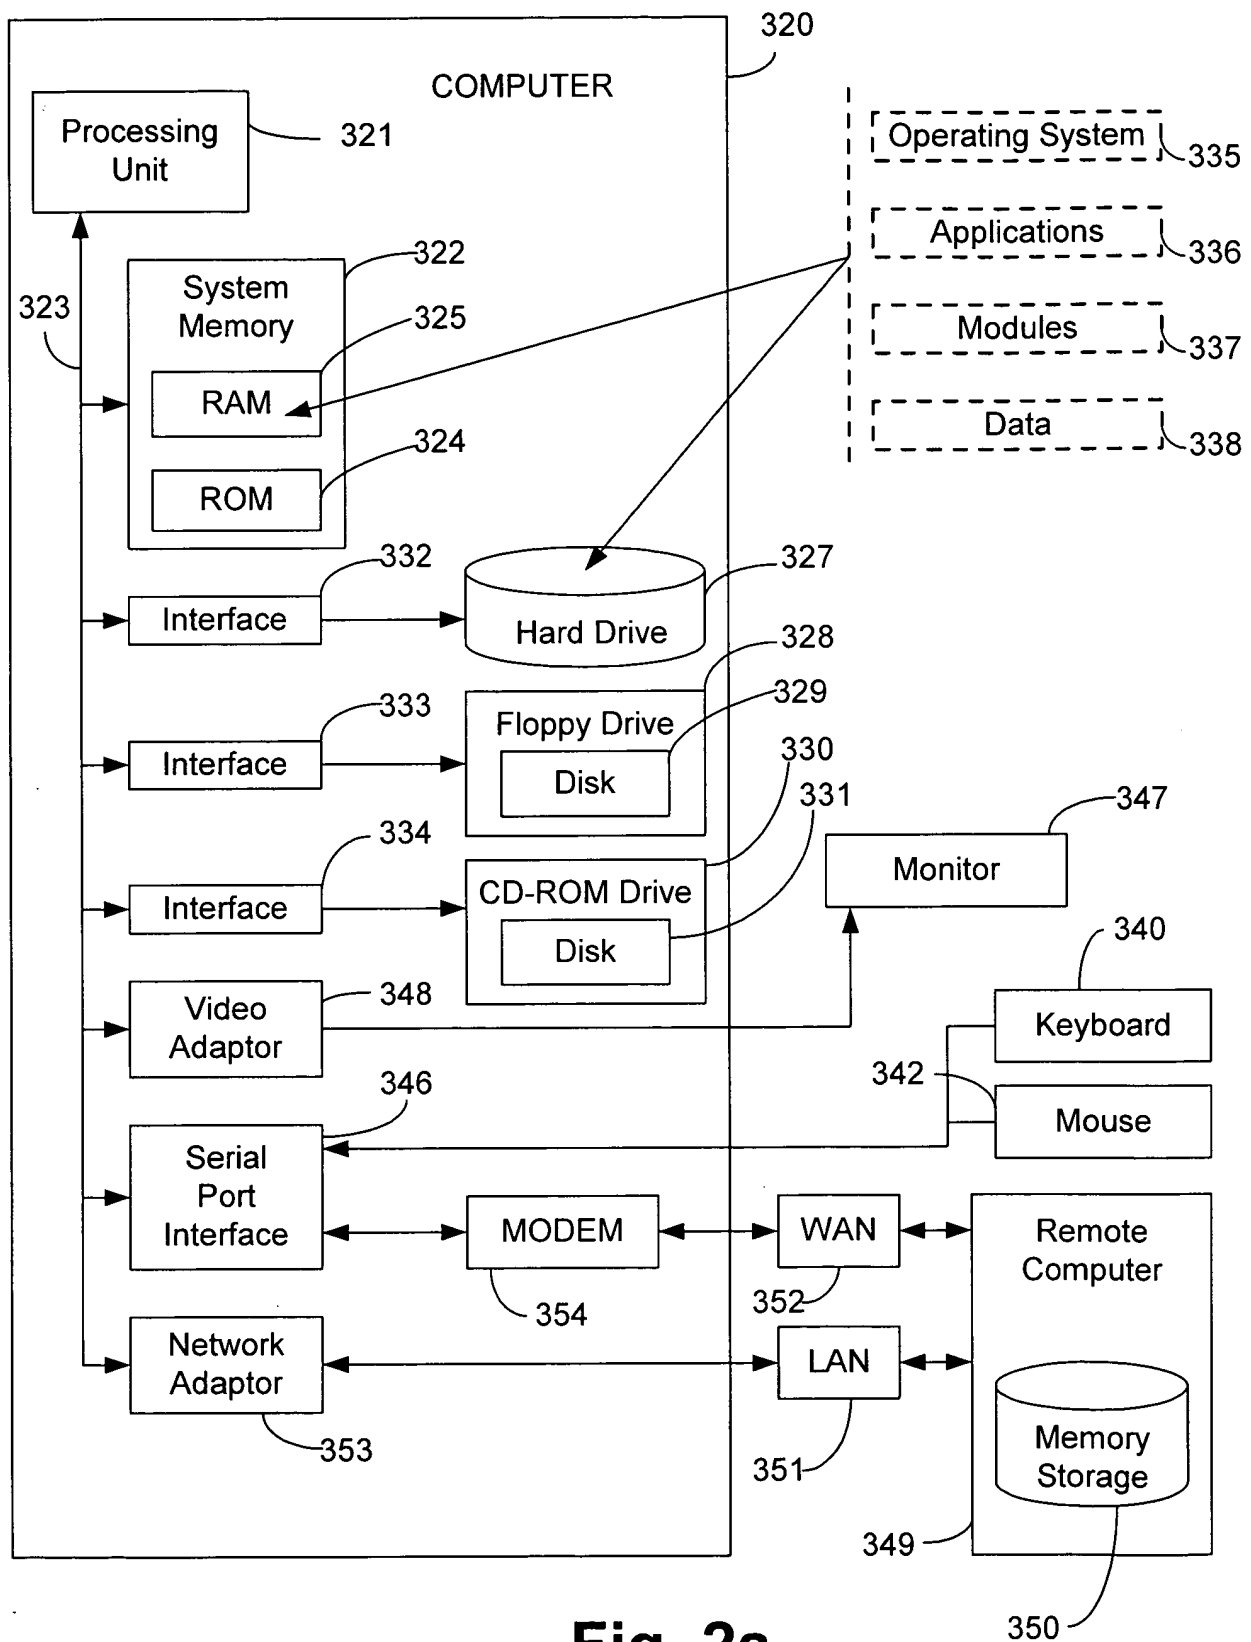 320
COMPUTER
Processing
Unit
321
Operating System
335
Applications
336
Modules
337
Data
338
322
System
Memory
323
325
RAM
324
ROM
332
Interface
327
Hard Drive
328
333
Interface
329
Floppy Drive
Disk
330
331
334
Interface
CD-ROM Drive
Disk
347
Monitor
348
Video
Adaptor
340
Keyboard
342
Mouse
346
Serial
Port
Interface
MODEM
354
WAN
352
Remote
Computer
Network
Adaptor
353
LAN
351
Memory
Storage
349
350
Fig. 2a